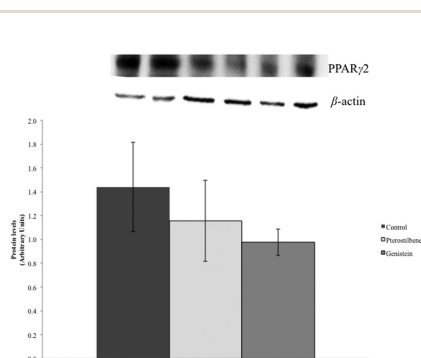 PPARγ2
β-actin
2.0
1.8
1.6
1.4
1.2
1.0
0.8
0.6
0.4
0.2
Protein levels
(Arbitrary Units)
Control
Pterostilbene
Genistein